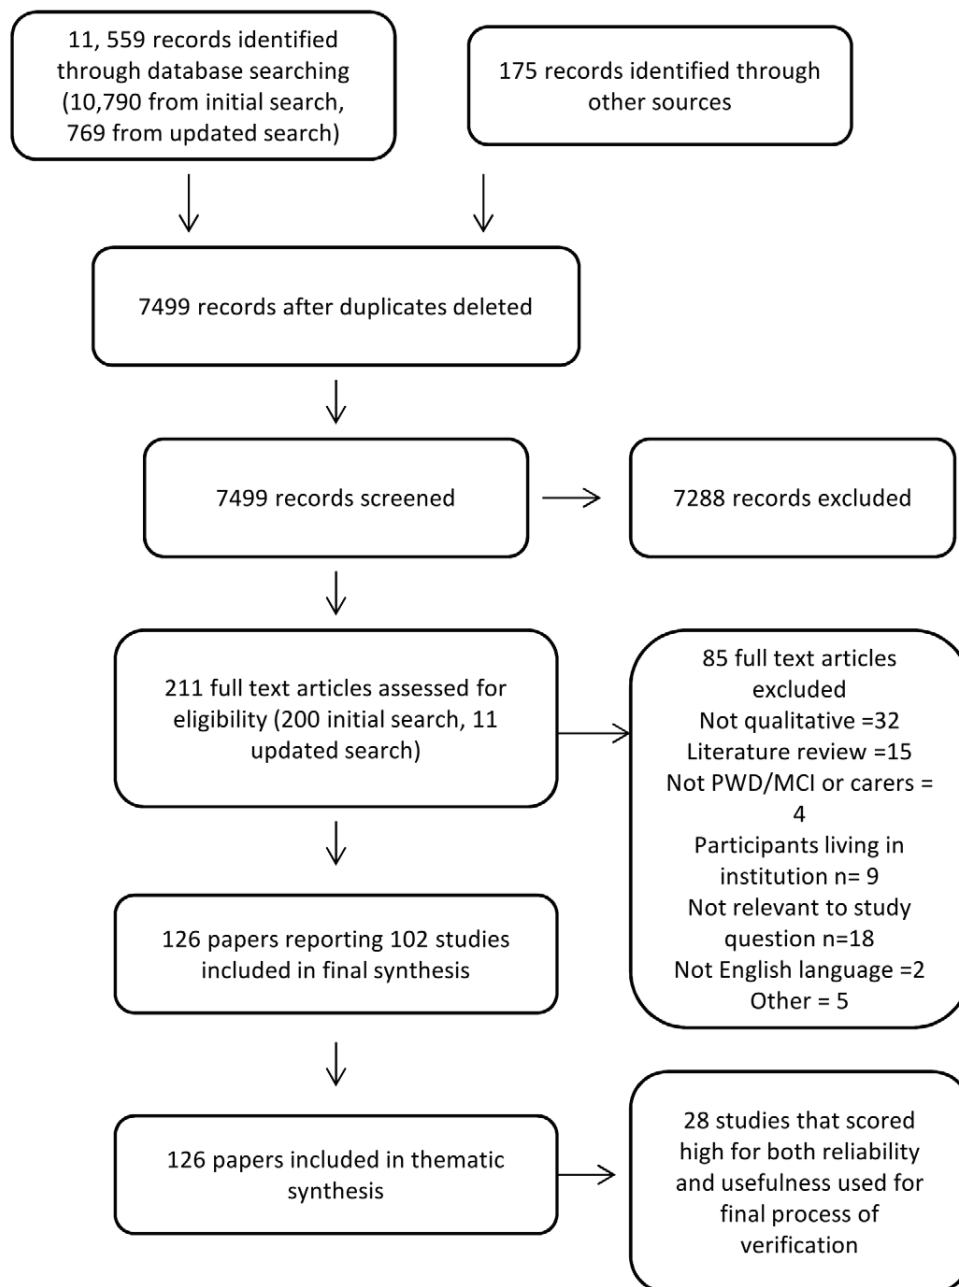 11, 559 records identified
through database searching
(10,790 from initial search,
769 from updated search)
175 records identified through
other sources
7499 records after duplicates deleted
7499 records screened
7288 records excluded
211 full text articles assessed for
eligibility (200 initial search, 11
updated search)
85 full text articles
excluded
Not qualitative =32
Literature review =15
Not PWD/MCI or carers =
4
Participants living in
institution n= 9
Not relevant to study
question n=18
Not English language =2
Other = 5
126 papers reporting 102 studies
included in final synthesis
126 papers included in thematic
synthesis
28 studies that scored
high for both reliability
and usefulness used for
final process of
verification